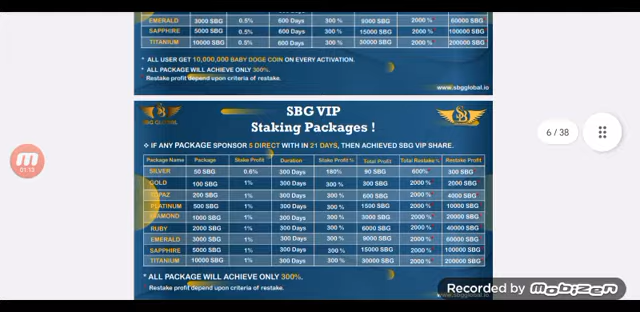 EMERALD 3000 SBG 0.5% 600 Days 300 % 9000 SBG 2000 % 60000 SBG
SAPPHIRE 5000 SBG 0.5% 600 Days 300 % 15000 SBG 2000 % 100000 SBG
TITANIUM 10000 SBG 0.5% 600 Days 300 % 30000 SBG 2000 % 200000 SBG
* ALL USER GET 10,000,000 BABY DOGE COIN ON EVERY ACTIVATION.
* ALL PACKAGE WILL ACHIEVE ONLY 300%.
Restake profit depend upon criteria of restake.
www.sbgglobal.io
SBG GLOBAL
SBG VIP
Staking Packages !
IF ANY PACKAGE SPONSOR 5 DIRECT WITH IN 21 DAYS, THEN ACHIEVED SBG VIP SHARE.
Package Name Package Stake Profit Duration Stake Profit% Total Profit Total Restake% Restake Profit
SILVER 50 SBG 0.6% 300 Days 180% 90 SBG 600% 300 SBG
GOLD 100 SBG 1% 300 Days 300 % 300 SBG 2000 % 2000 SBG
TOPAZ 200 SBG 1% 300 Days 300 % 600 SBG 2000 % 4000 SBG
PLATINUM 500 SBG 1% 300 Days 300 % 1500 SBG 2000 % 10000 SBG
DIAMOND 1000 SBG 1% 300 Days 300 % 3000 SBG 2000 % 20000 SBG
RUBY 2000 SBG 1% 300 Days 300 % 6000 SBG 2000 % 40000 SBG
EMERALD 3000 SBG 1% 300 Days 300 % 9000 SBG 2000 % 60000 SBG
SAPPHIRE 5000 SBG 1% 300 Days 300 % 15000 SBG 2000 % 100000 SBG
TITANIUM 10000 SBG 1% 300 Days 300 % 30000 SBG 2000 % 200000 SBG
* ALL PACKAGE WILL ACHIEVE ONLY 300%.
Restake profit depend upon criteria of restake.
www.sbgglobal.io
6 / 38
01:13
Recorded by mobizen